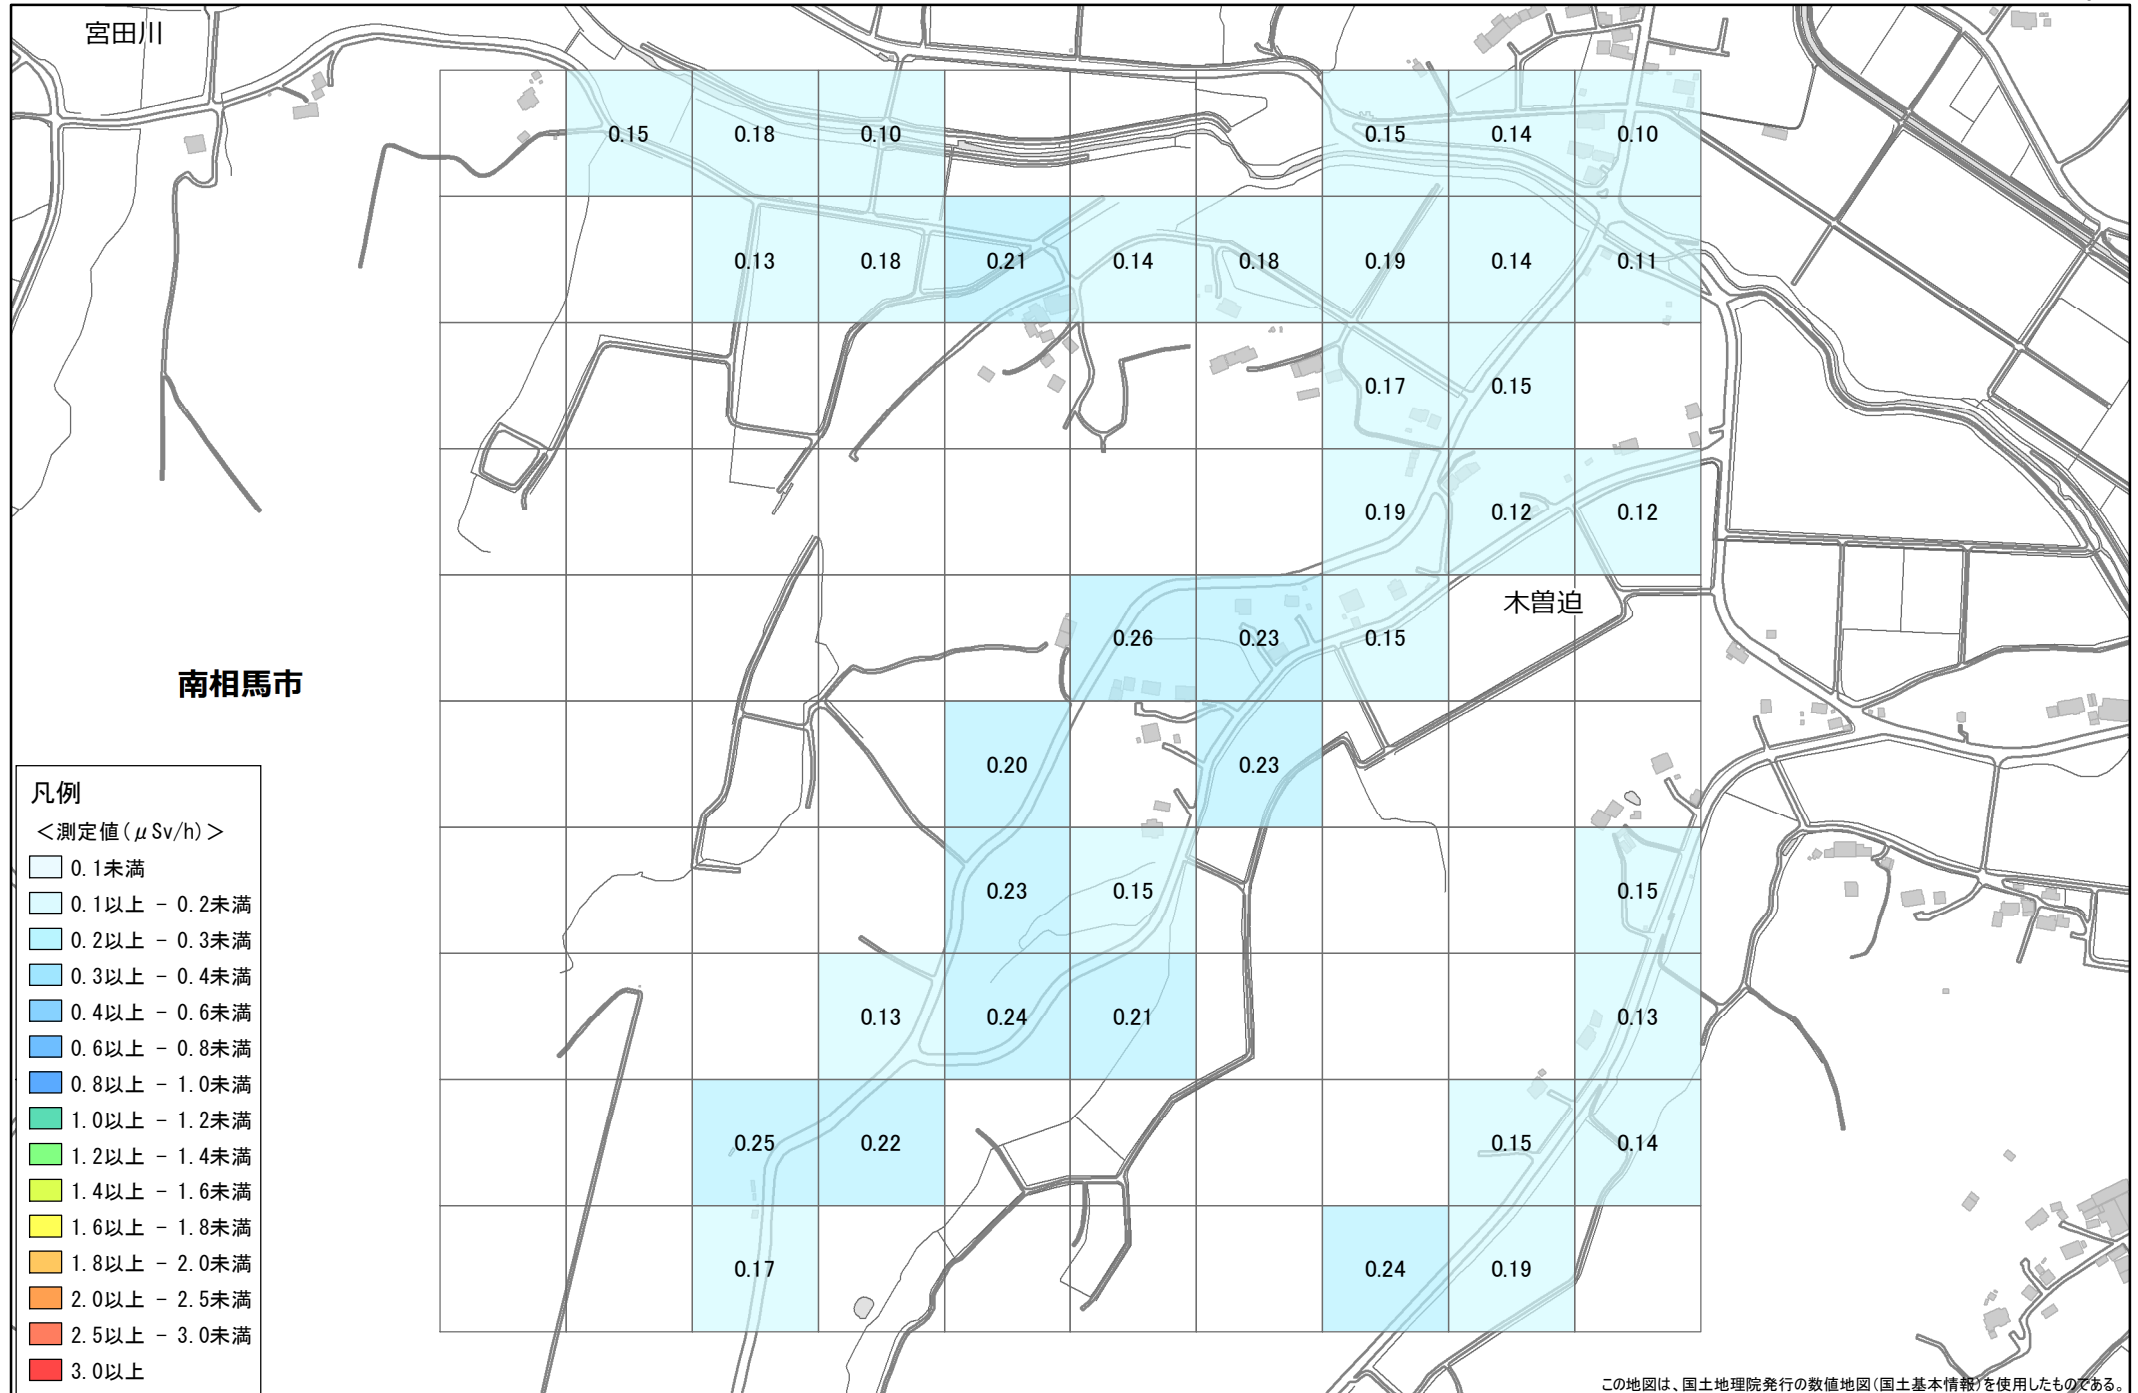 宮田川
0.15 0.18 0.10 0.15 0.14 0.10
0.13 0.18 0.21 0.14 0.18 0.19 0.14 0.11
0.17 0.15
0.19 0.12 0.12
木曽迫
0.26 0.23 0.15
南相馬市
0.20 0.23
0.23 0.15 0.15
0.13 0.24 0.21 0.13
0.25 0.22 0.15 0.14
0.17 0.24 0.19
凡例
＜測定値(μSv/h)＞
0.1未満
0.1以上 - 0.2未満
0.2以上 - 0.3未満
0.3以上 - 0.4未満
0.4以上 - 0.6未満
0.6以上 - 0.8未満
0.8以上 - 1.0未満
1.0以上 - 1.2未満
1.2以上 - 1.4未満
1.4以上 - 1.6未満
1.6以上 - 1.8未満
1.8以上 - 2.0未満
2.0以上 - 2.5未満
2.5以上 - 3.0未満
3.0以上
この地図は、国土地理院発行の数値地図(国土基本情報)を使用したものである。